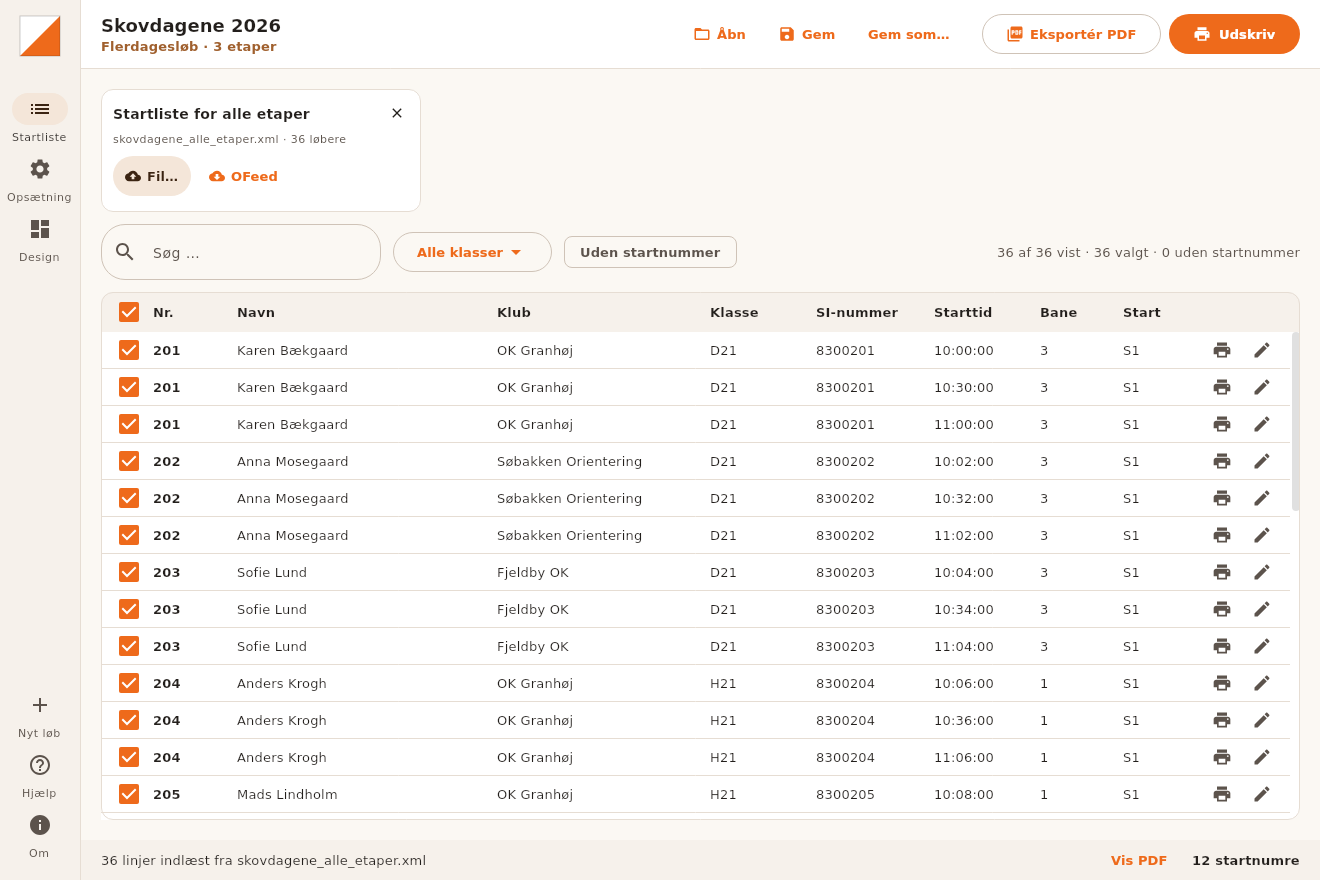 Skovdagene 2026
Flerdagesløb · 3 etaper
Åbn
Gem
Gem som...
Eksportér PDF
Udskriv
Startliste
Opsætning
Design
Nyt løb
Hjælp
Om
Startliste for alle etaper
skovdagene_alle_etaper.xml · 36 løbere
Fil...
OFeed
Søg ...
Alle klasser
Uden startnummer
36 af 36 vist · 36 valgt · 0 uden startnummer
Nr. Navn Klub Klasse SI-nummer Starttid Bane Start
201 Karen Bækgaard OK Granhøj D21 8300201 10:00:00 3 S1
201 Karen Bækgaard OK Granhøj D21 8300201 10:30:00 3 S1
201 Karen Bækgaard OK Granhøj D21 8300201 11:00:00 3 S1
202 Anna Mosegaard Søbakken Orientering D21 8300202 10:02:00 3 S1
202 Anna Mosegaard Søbakken Orientering D21 8300202 10:32:00 3 S1
202 Anna Mosegaard Søbakken Orientering D21 8300202 11:02:00 3 S1
203 Sofie Lund Fjeldby OK D21 8300203 10:04:00 3 S1
203 Sofie Lund Fjeldby OK D21 8300203 10:34:00 3 S1
203 Sofie Lund Fjeldby OK D21 8300203 11:04:00 3 S1
204 Anders Krogh OK Granhøj H21 8300204 10:06:00 1 S1
204 Anders Krogh OK Granhøj H21 8300204 10:36:00 1 S1
204 Anders Krogh OK Granhøj H21 8300204 11:06:00 1 S1
205 Mads Lindholm OK Granhøj H21 8300205 10:08:00 1 S1
36 linjer indlæst fra skovdagene_alle_etaper.xml
Vis PDF
12 startnumre